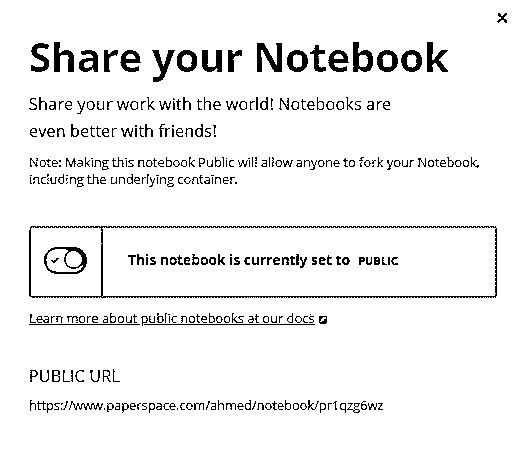 Share your Notebook
Share your work with the world! Notebooks are
even better with friends!
Note: Making this notebook Public will allow anyone to fork your Notebook,
including the underlying container.
This notebook is currently set to PUBLIC
Learn more about public notebooks at our docs
PUBLIC URL
https://www.paperspace.com/ahmed/notebook/pr1qzg6wz